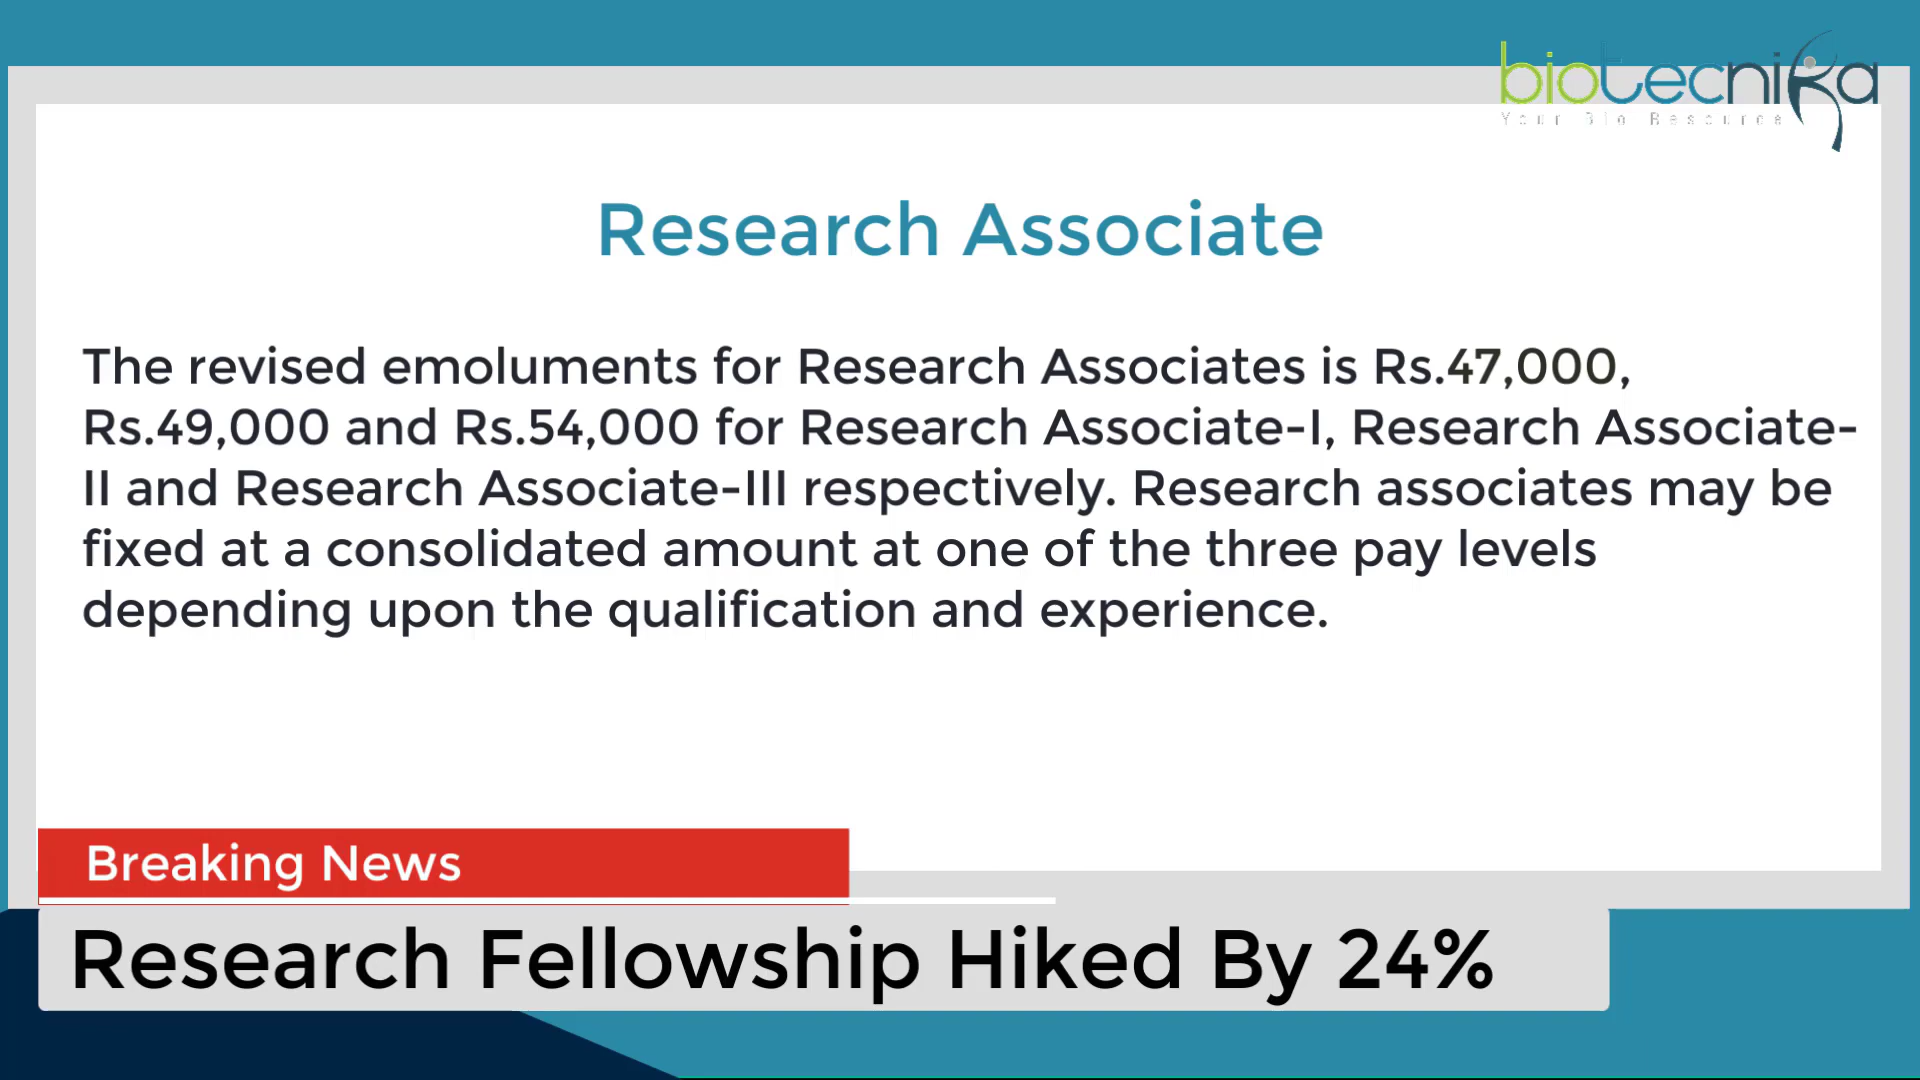 biotecnika
Your Bio Resource
Research Associate
The revised emoluments for Research Associates is Rs.47,000,
Rs.49,000 and Rs.54,000 for Research Associate-I, Research Associate-
II and Research Associate-III respectively. Research associates may be
fixed at a consolidated amount at one of the three pay levels
depending upon the qualification and experience.
Breaking News
Research Fellowship Hiked By 24%